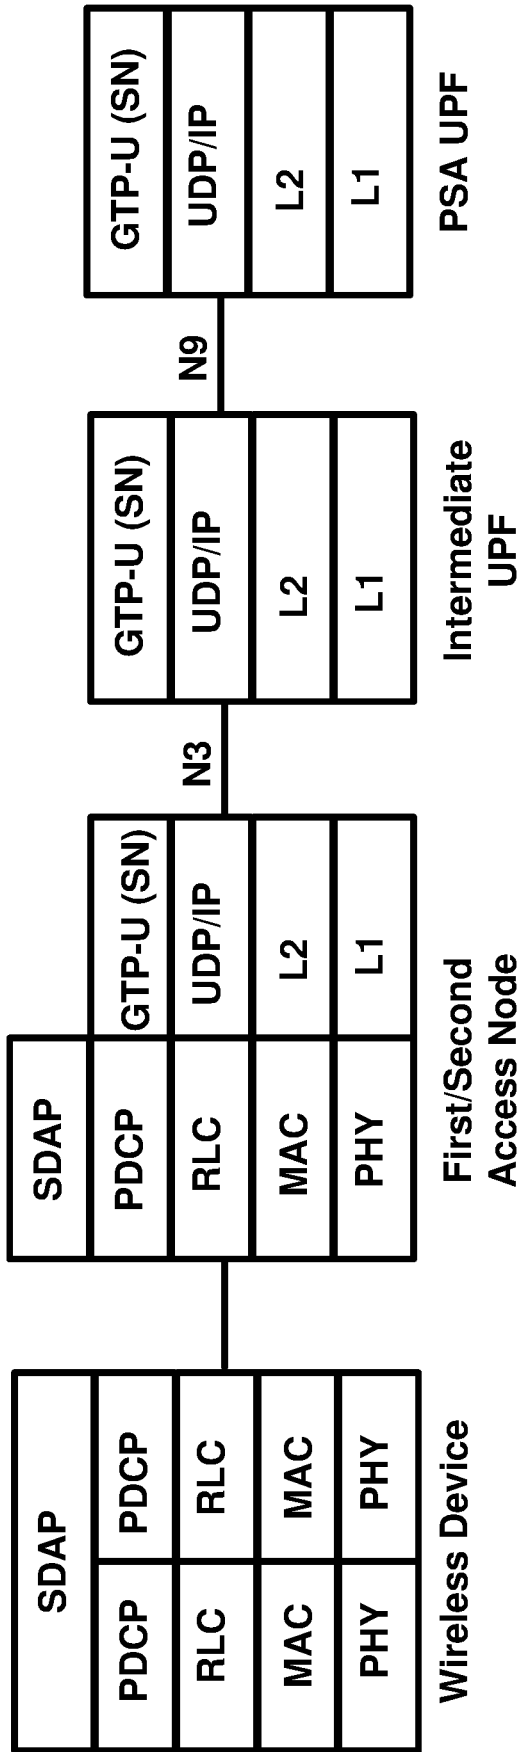 SDAP
PDCP
PDCP
RLC
RLC
MAC
MAC
PHY
PHY
Wireless Device
SDAP
PDCP
GTP-U (SN)
RLC
UDP/IP
MAC
L2
PHY
L1
First/Second
Access Node
N3
GTP-U (SN)
UDP/IP
L2
L1
Intermediate
UPF
N9
GTP-U (SN)
UDP/IP
L2
L1
PSA UPF